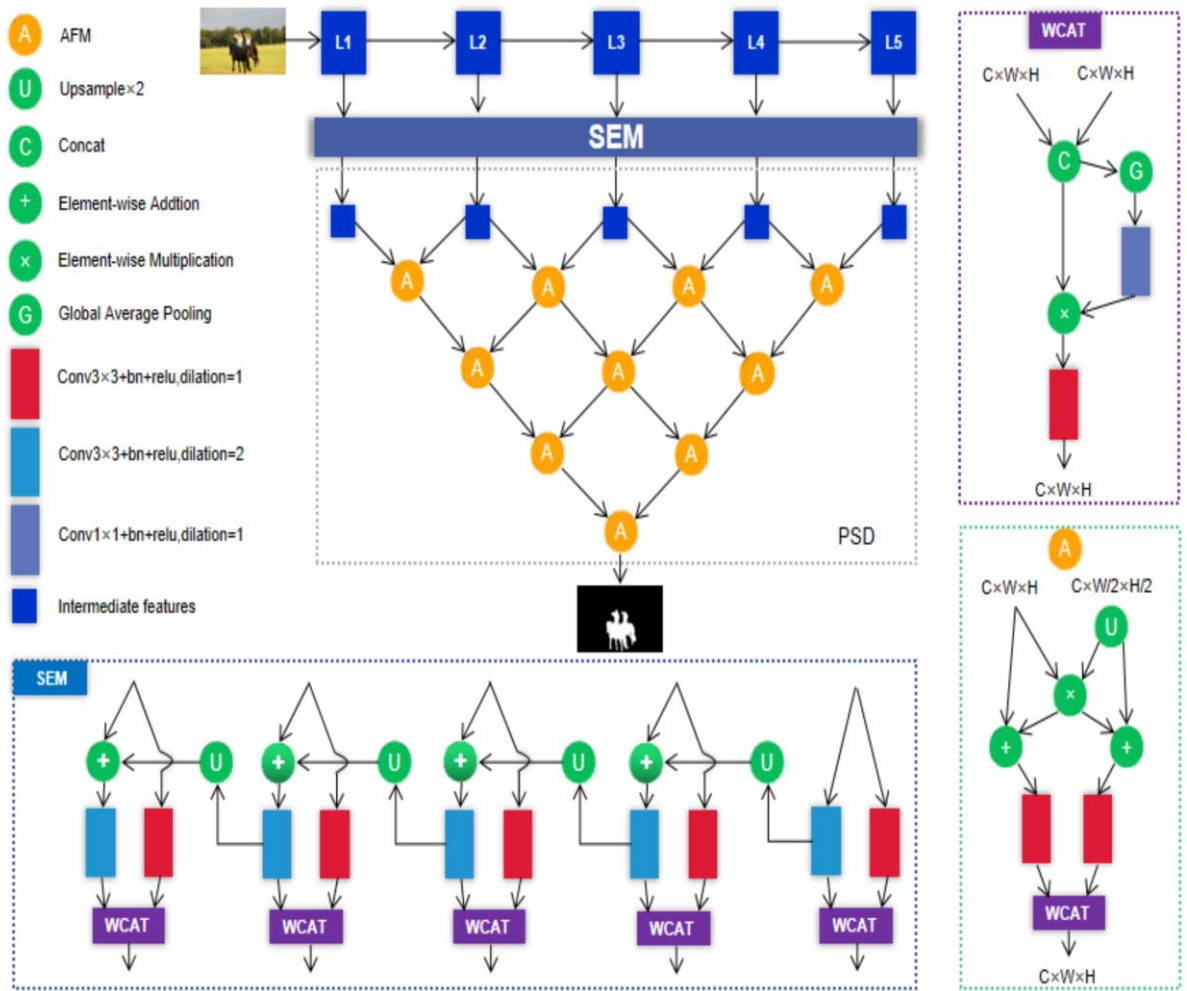 A AFM
U Upsample×2
C Concat
+ Element-wise Addtion
× Element-wise Multiplication
G Global Average Pooling
Conv3×3+bn+relu,dilation=1
Conv3×3+bn+relu,dilation=2
Conv1×1+bn+relu,dilation=1
Intermediate features
L1 L2 L3 L4 L5
SEM
A A A A
A A A
A A
A
PSD
WCAT
C×W×H C×W×H
C
G
×
C×W×H
A
C×W×H C×W/2×H/2
U
×
+ +
WCAT
C×W×H
SEM
+ U + U + U + U
WCAT WCAT WCAT WCAT WCAT